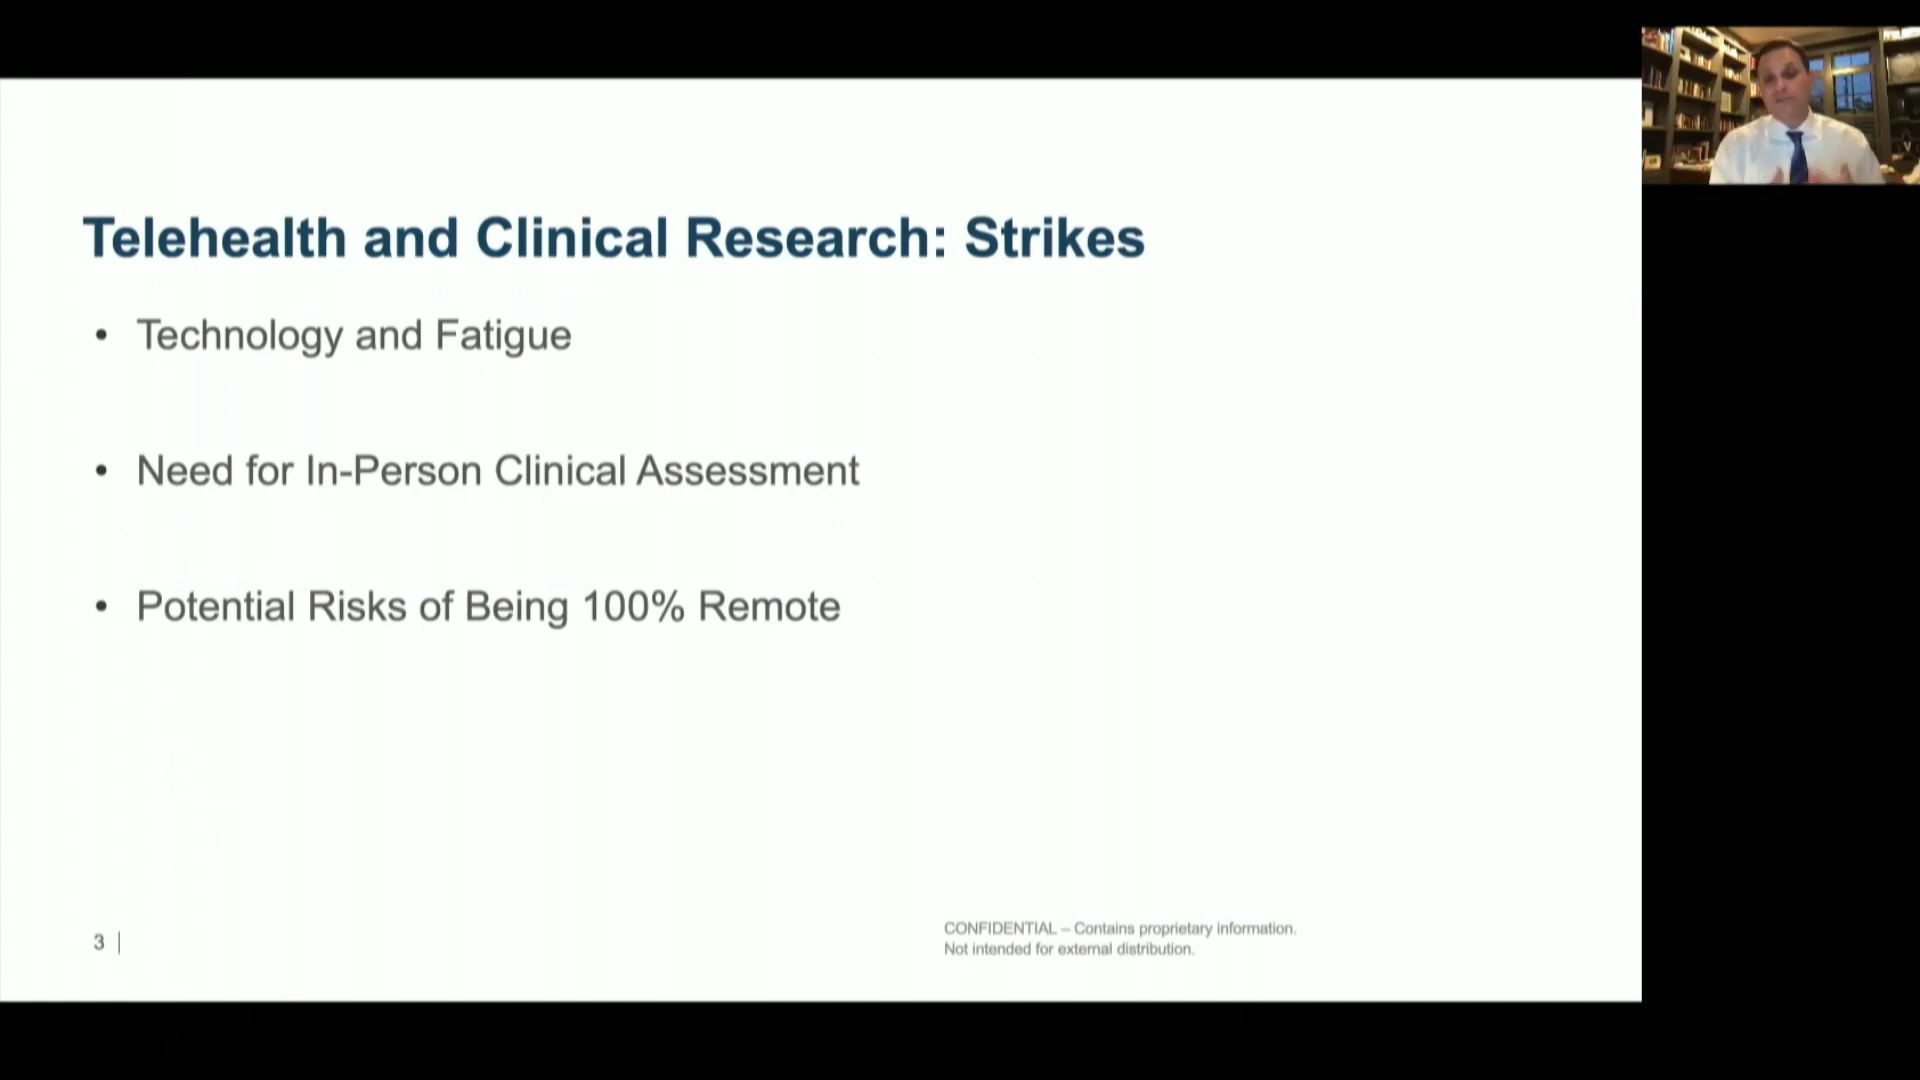 Telehealth and Clinical Research: Strikes
• Technology and Fatigue
• Need for In-Person Clinical Assessment
• Potential Risks of Being 100% Remote
3 |
CONFIDENTIAL – Contains proprietary information.
Not intended for external distribution.